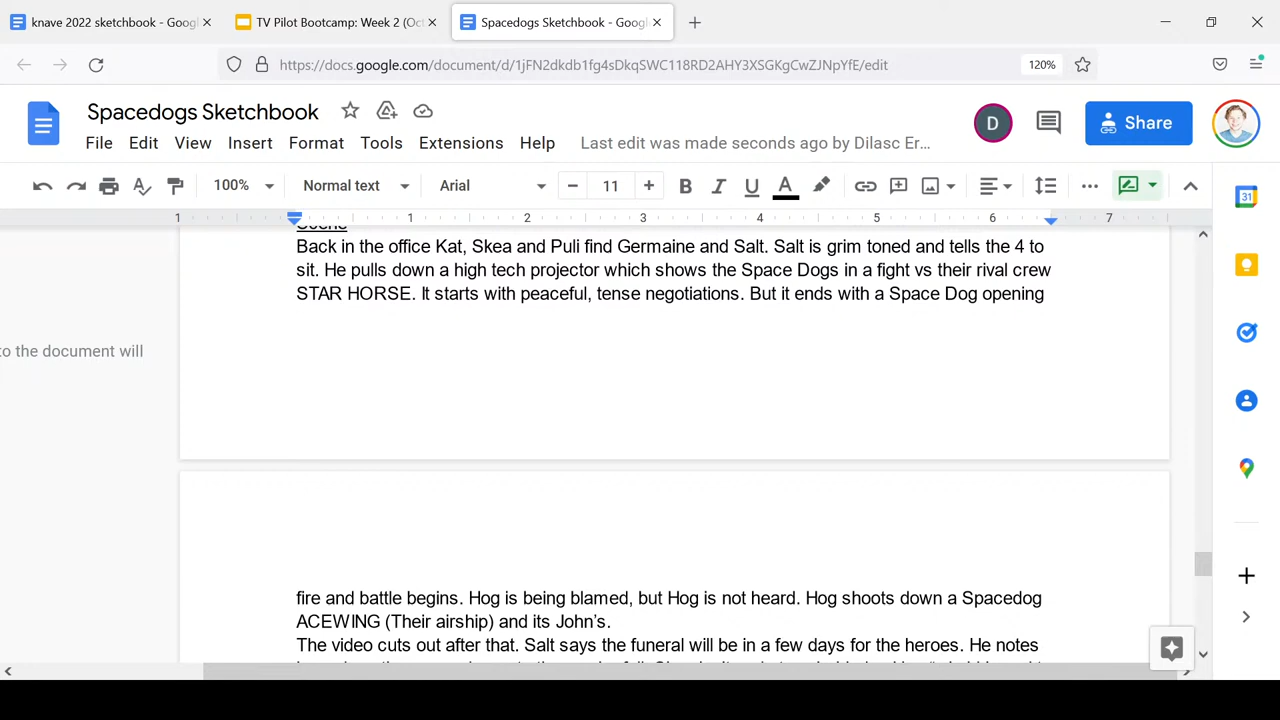 knave 2022 sketchbook - Goog
TV Pilot Bootcamp: Week 2 (Oct
Spacedogs Sketchbook - Goog
https://docs.google.com/document/d/1jFN2dkdb1fg4sDkqSWC118RD2AHY3XSGKgCwZJNpYfE/edit
120%
Spacedogs Sketchbook
D
Share
File Edit View Insert Format Tools Extensions Help Last edit was made seconds ago by Dilasc Er...
100% Normal text Arial 11 B I U A
31
1 1 2 3 4 5 6 7
Scene
Back in the office Kat, Skea and Puli find Germaine and Salt. Salt is grim toned and tells the 4 to
sit. He pulls down a high tech projector which shows the Space Dogs in a fight vs their rival crew
STAR HORSE. It starts with peaceful, tense negotiations. But it ends with a Space Dog opening
to the document will
fire and battle begins. Hog is being blamed, but Hog is not heard. Hog shoots down a Spacedog
ACEWING (Their airship) and its John's.
The video cuts out after that. Salt says the funeral will be in a few days for the heroes. He notes